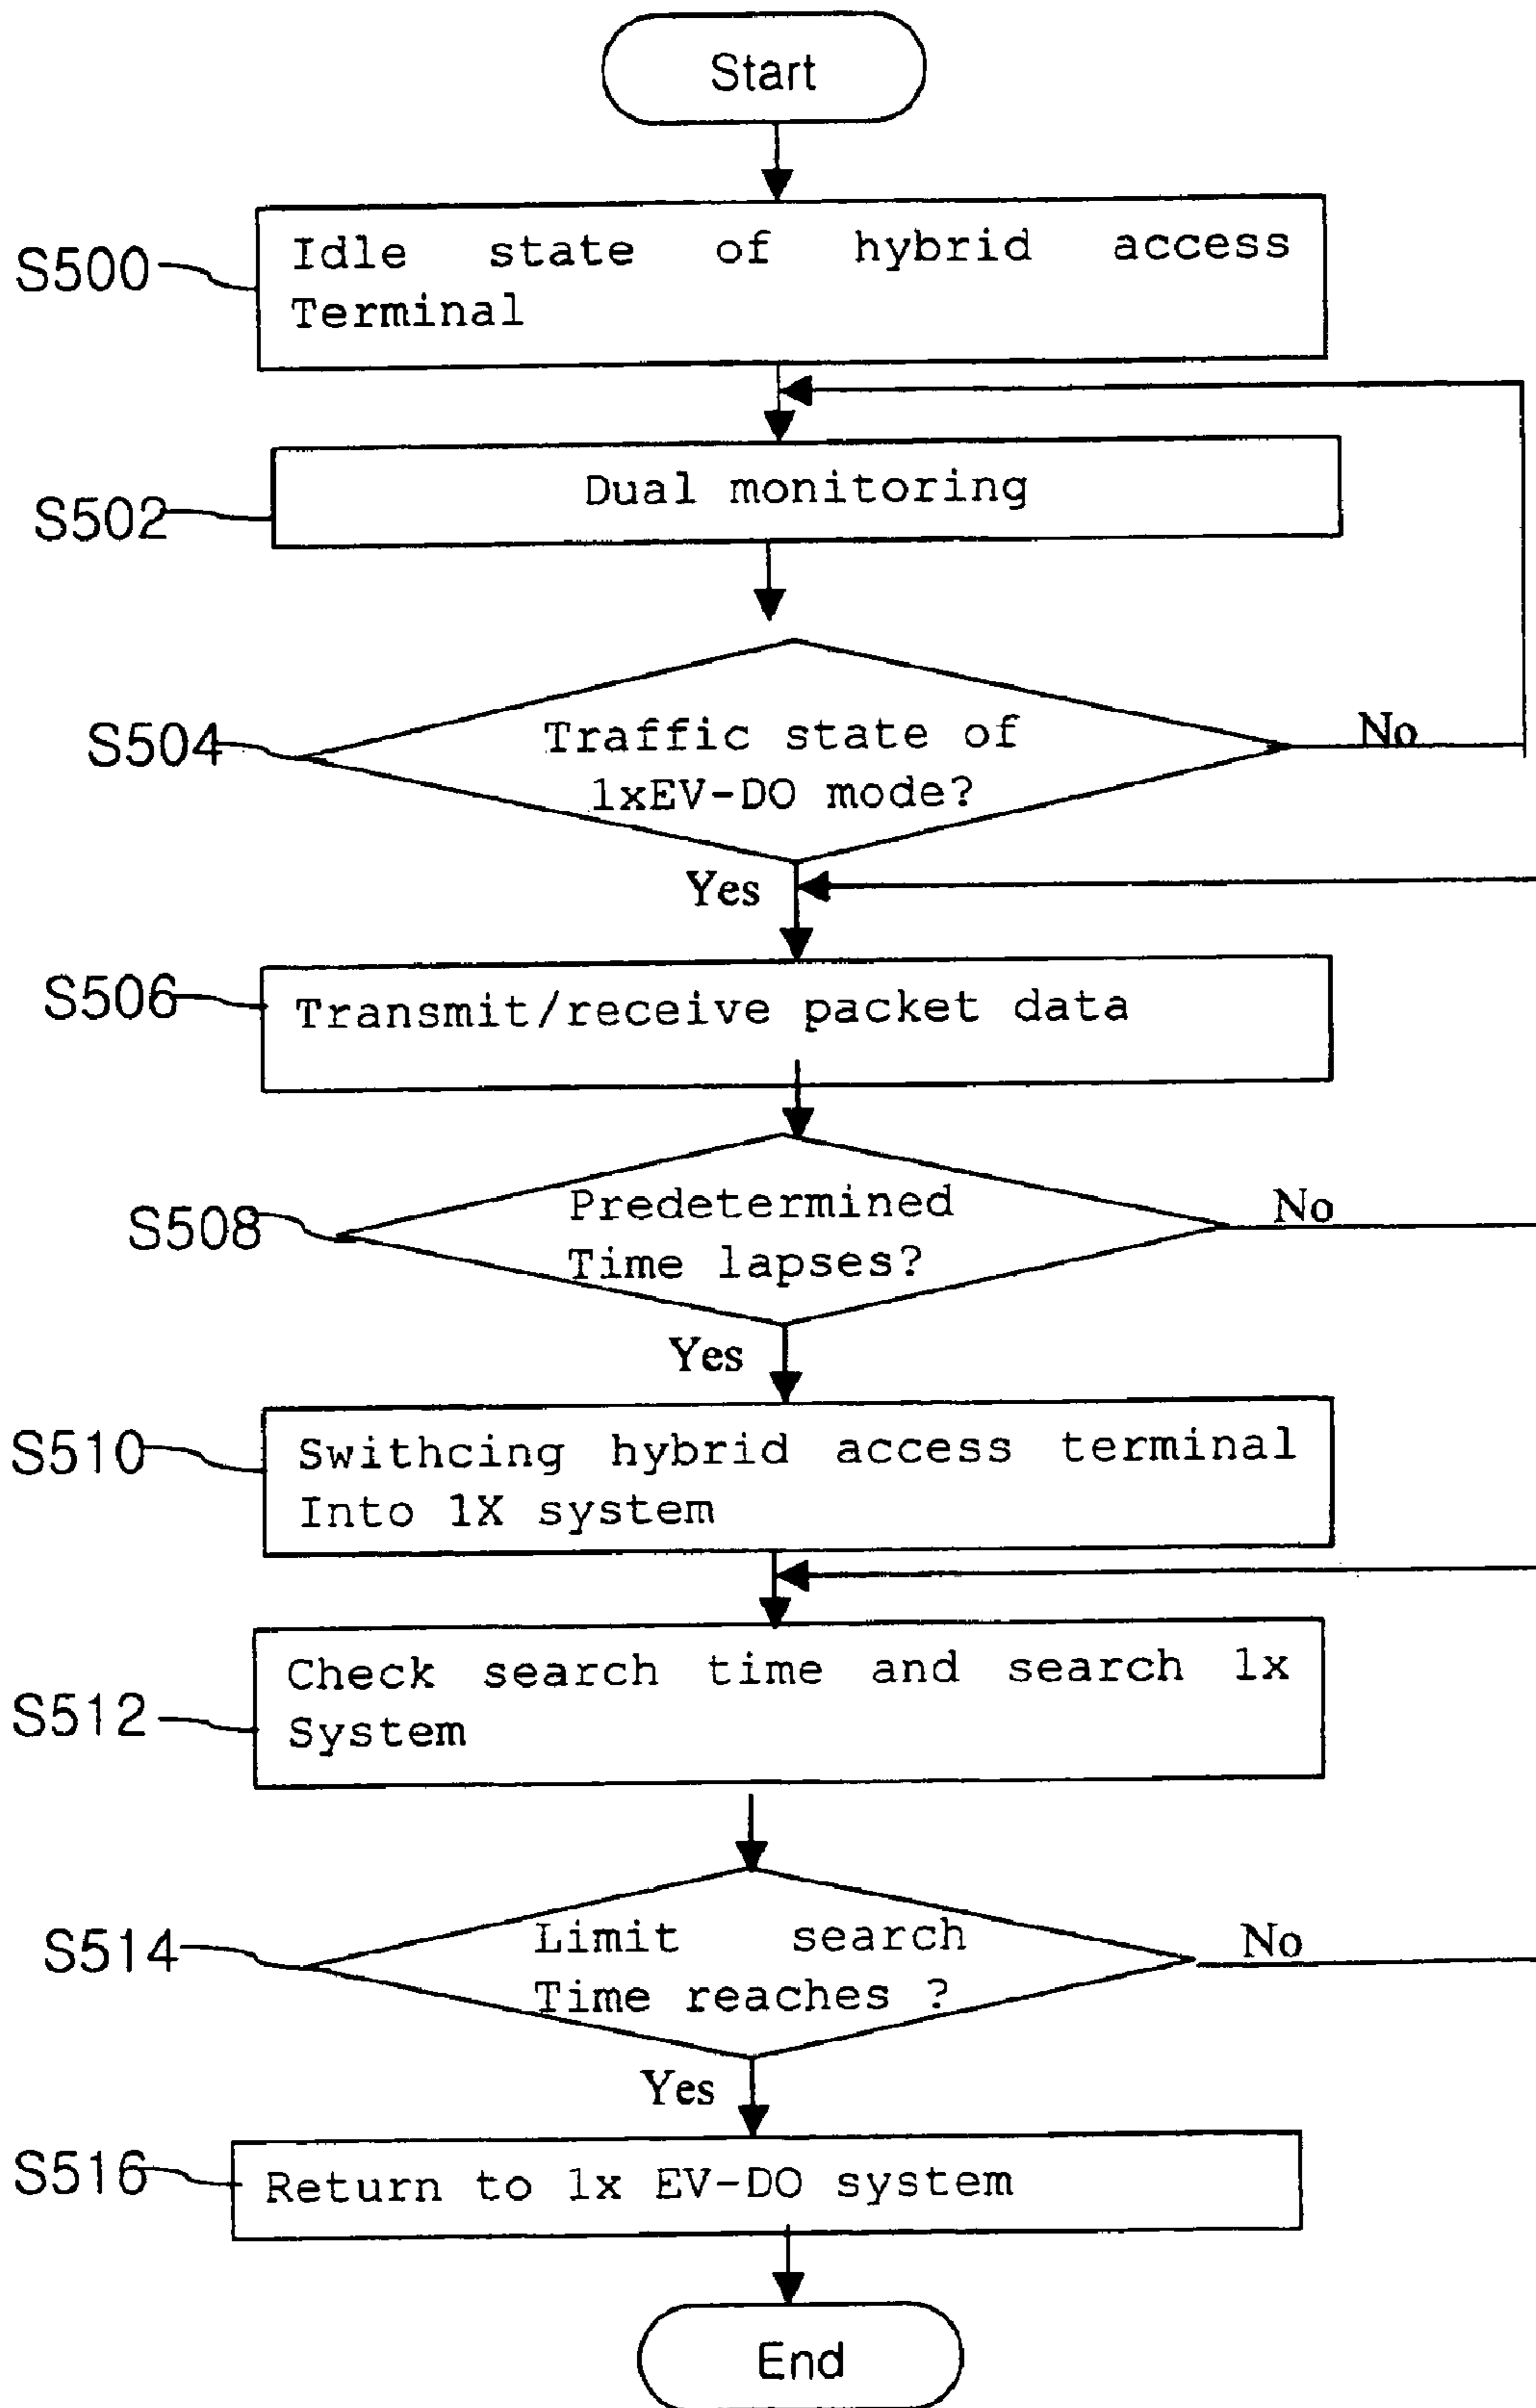 Start
S500
Idle state of hybrid access
Terminal
S502
Dual monitoring
S504
Traffic state of
1xEV-DO mode?
No
Yes
S506
Transmit/receive packet data
S508
Predetermined
Time lapses?
No
Yes
S510
Swithcing hybrid access terminal
Into 1X system
S512
Check search time and search 1x
System
S514
Limit search
Time reaches ?
No
Yes
S516
Return to 1x EV-DO system
End